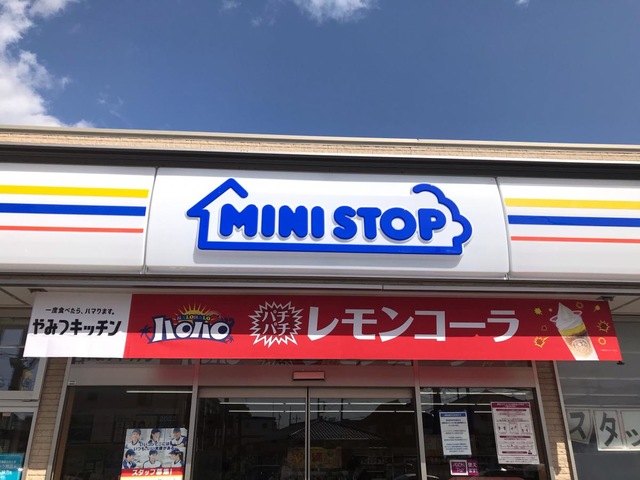 MINISTOP
一度食べたら、ハマります。
やみつキッチン
ハロハロ
パチパチ
レモンコーラ
スタッフ募集!
スタッ